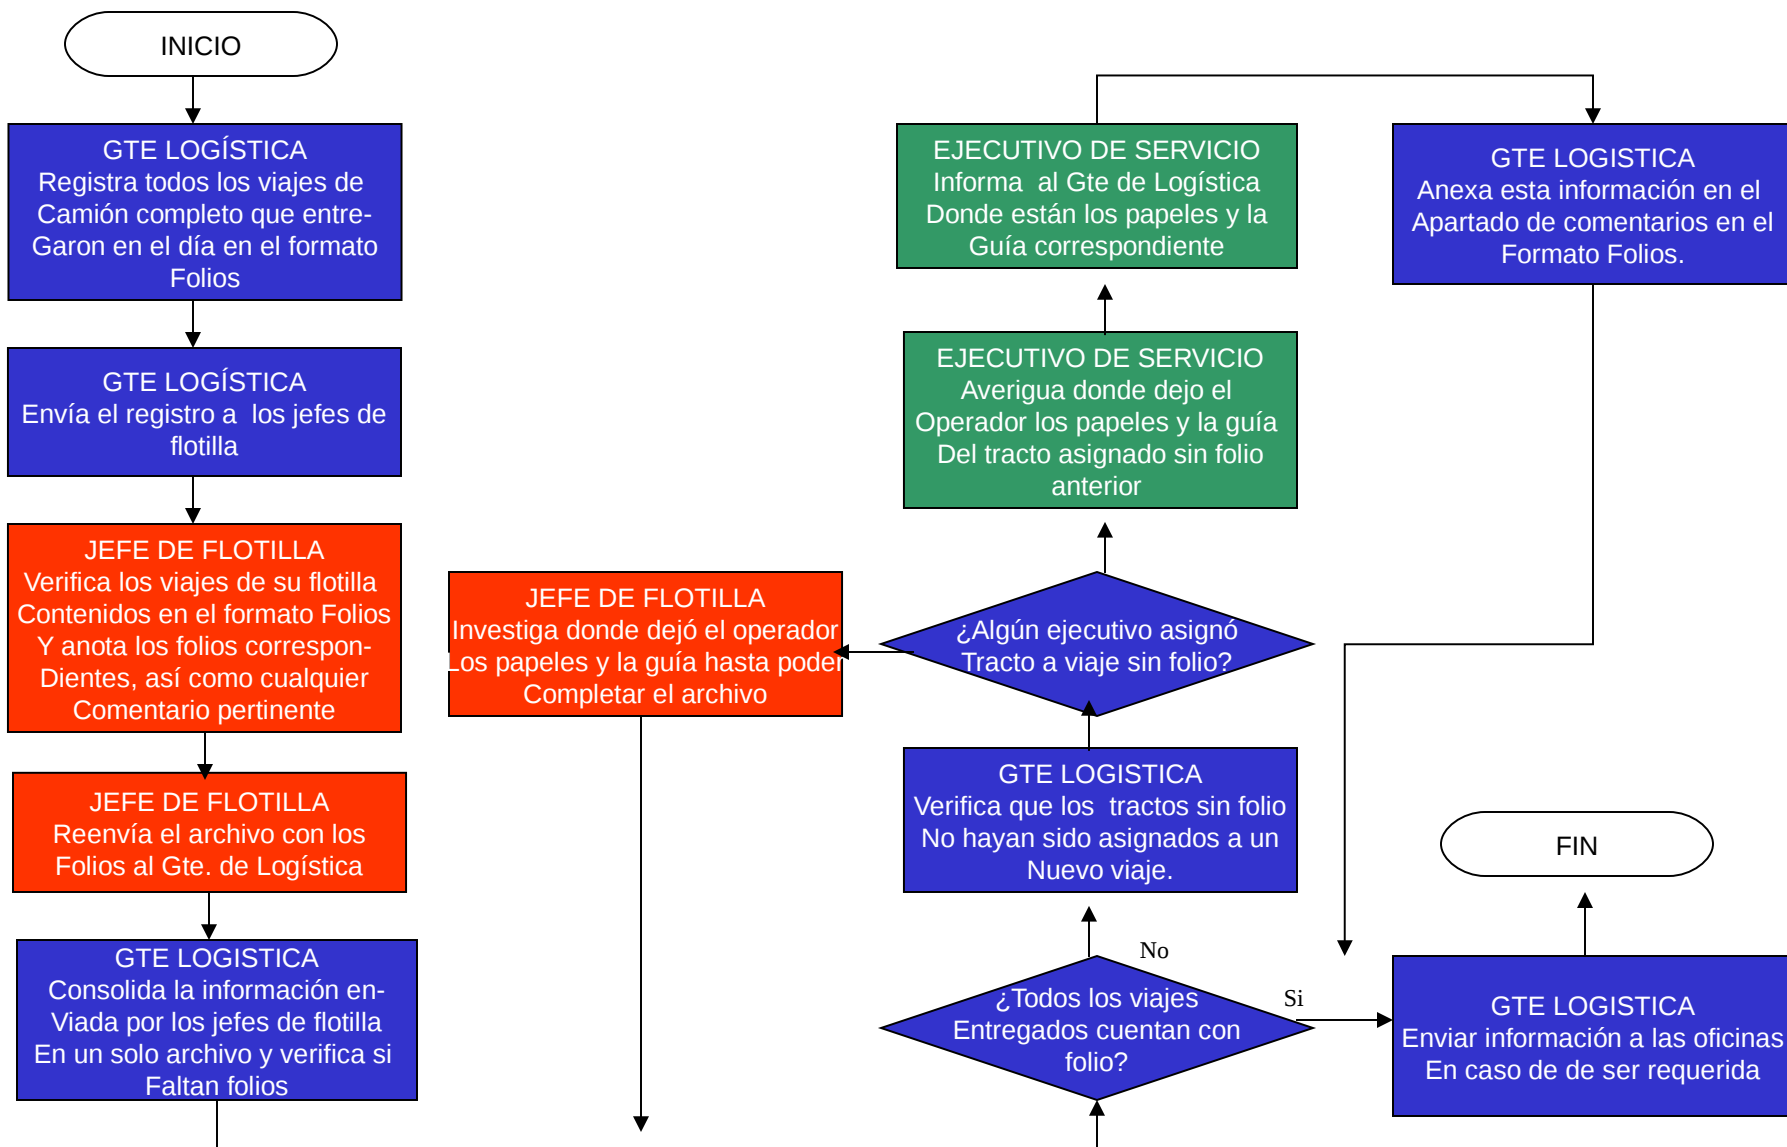 INICIO
GTE LOGÍSTICA
Registra todos los viajes de
Camión completo que entre-
Garon en el día en el formato
Folios
GTE LOGÍSTICA
Envía el registro a  los jefes de
flotilla
JEFE DE FLOTILLA
Verifica los viajes de su flotilla
Contenidos en el formato Folios
Y anota los folios correspon-
Dientes, así como cualquier
Comentario pertinente
JEFE DE FLOTILLA
Reenvía el archivo con los
Folios al Gte. de Logística
GTE LOGISTICA
Consolida la información en-
Viada por los jefes de flotilla
En un solo archivo y verifica si
Faltan folios
¿Todos los viajes
Entregados cuentan con
folio?
No
Si
GTE LOGISTICA
Verifica que los  tractos sin folio
No hayan sido asignados a un
Nuevo viaje.
¿Algún ejecutivo asignó
Tracto a viaje sin folio?
JEFE DE FLOTILLA
Investiga donde dejó el operador
Los papeles y la guía hasta poder
Completar el archivo
EJECUTIVO DE SERVICIO
Averigua donde dejo el
Operador los papeles y la guía
Del tracto asignado sin folio
anterior
EJECUTIVO DE SERVICIO
Informa  al Gte de Logística
Donde están los papeles y la
Guía correspondiente
GTE LOGISTICA
Anexa esta información en el
Apartado de comentarios en el
Formato Folios.
GTE LOGISTICA
Enviar información a las oficinas
En caso de de ser requerida
FIN